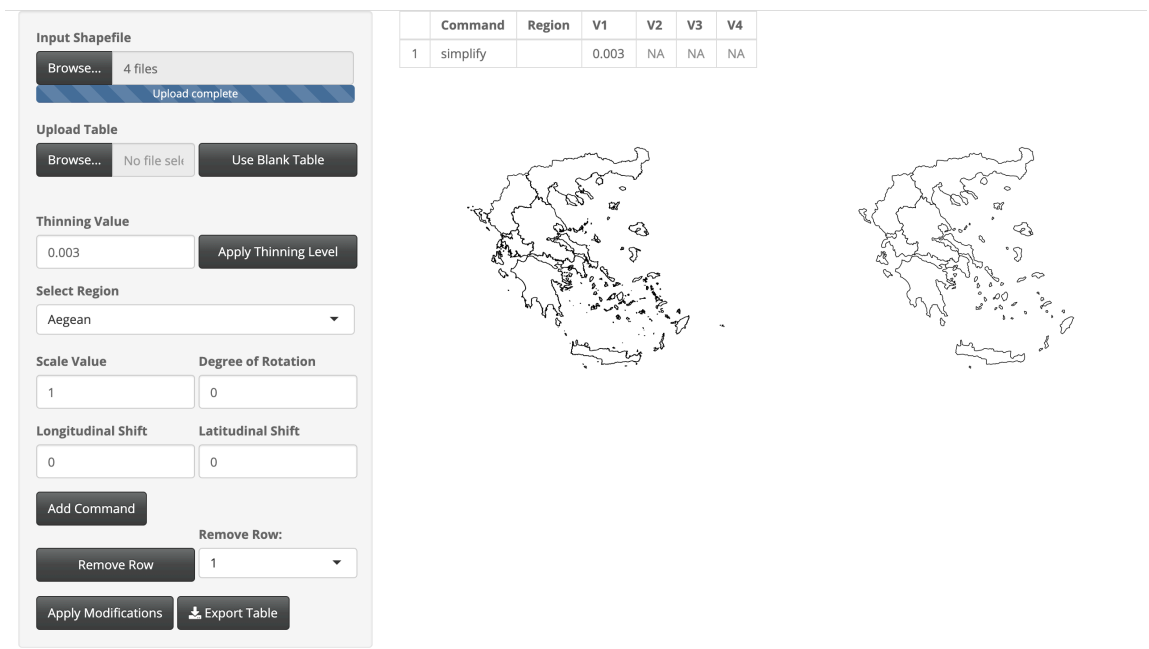 Input Shapefile
Browse... 4 files
Upload complete
Upload Table
Browse... No file sele Use Blank Table
Thinning Value
0.003 Apply Thinning Level
Select Region
Aegean
Scale Value Degree of Rotation
1 0
Longitudinal Shift Latitudinal Shift
0 0
Add Command
Remove Row:
Remove Row 1
Apply Modifications Export Table
Command Region V1 V2 V3 V4
1 simplify 0.003 NA NA NA